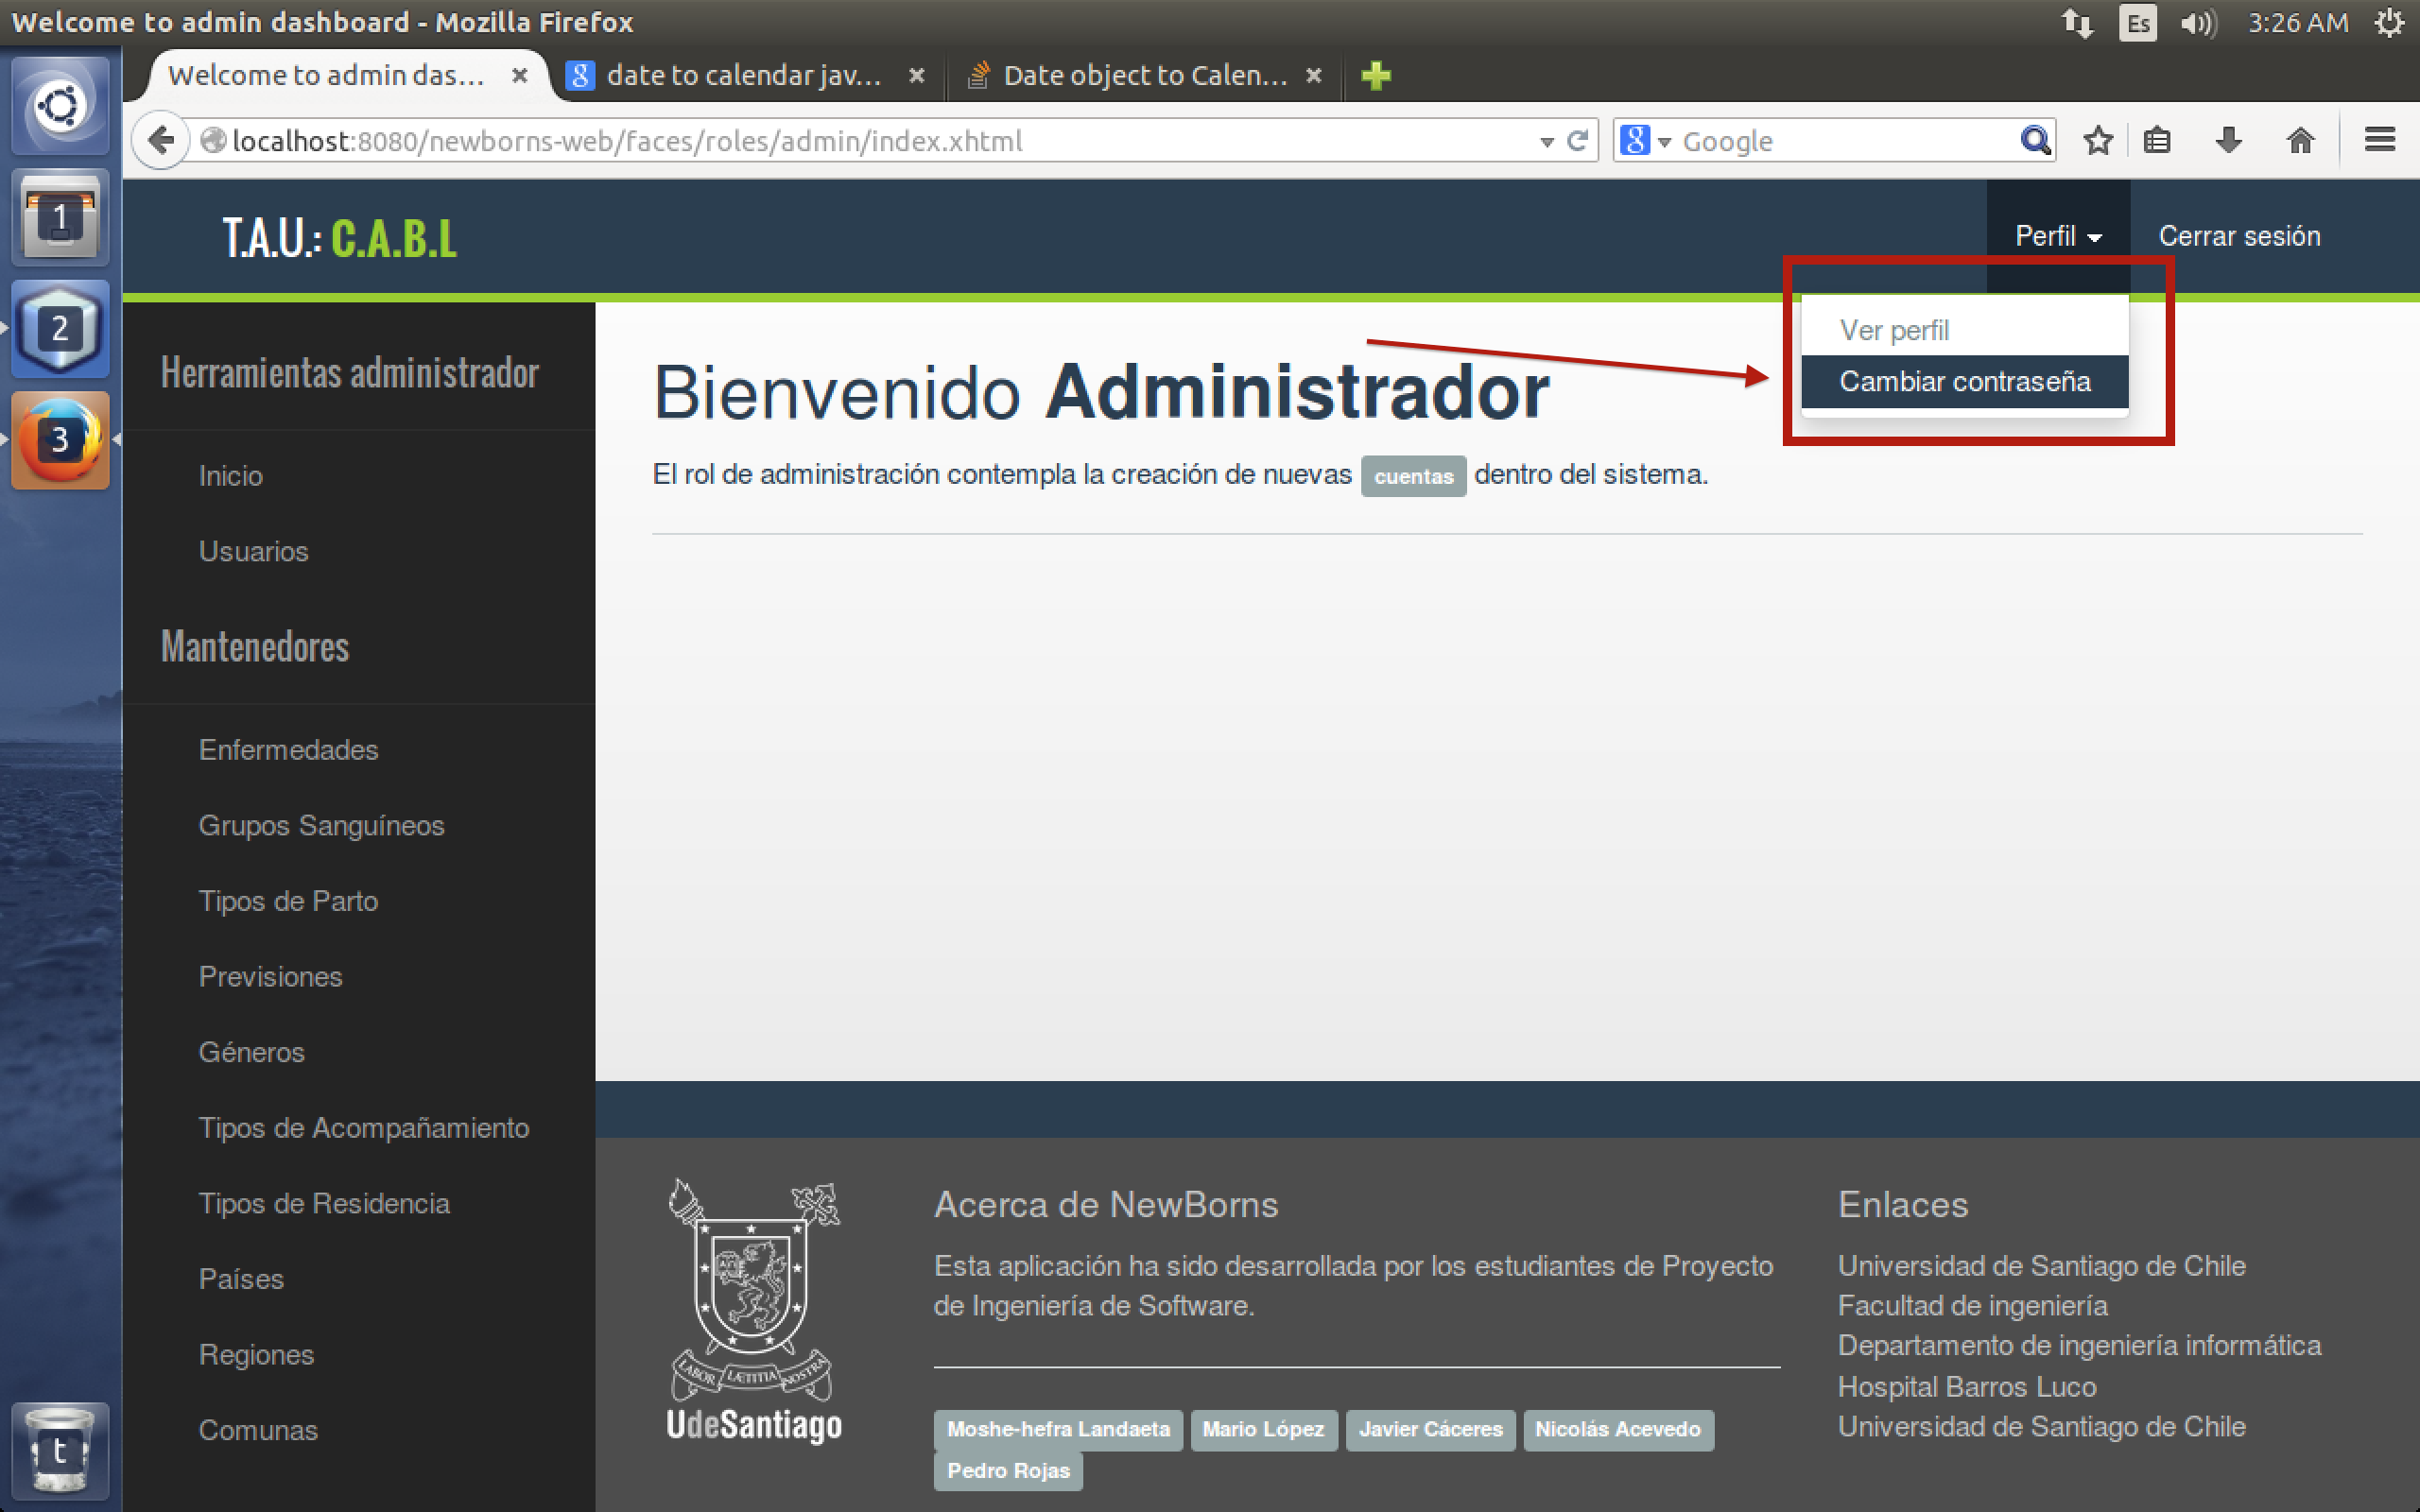 Welcome to admin dashboard - Mozilla Firefox
Es
3:26 AM
Welcome to admin das...
date to calendar jav...
Date object to Calen...
localhost:8080/newborns-web/faces/roles/admin/index.xhtml
Google
1
2
3
t
T.A.U.: C.A.B.L
Perfil
Cerrar sesión
Ver perfil
Cambiar contraseña
Herramientas administrador
Inicio
Usuarios
Mantenedores
Enfermedades
Grupos Sanguíneos
Tipos de Parto
Previsiones
Géneros
Tipos de Acompañamiento
Tipos de Residencia
Países
Regiones
Comunas
Bienvenido Administrador
El rol de administración contempla la creación de nuevas cuentas dentro del sistema.
LABOR LÆTITIA NOSTRA
UdeSantiago
Acerca de NewBorns
Esta aplicación ha sido desarrollada por los estudiantes de Proyecto
de Ingeniería de Software.
Moshe-hefra Landaeta Mario López Javier Cáceres Nicolás Acevedo
Pedro Rojas
Enlaces
Universidad de Santiago de Chile
Facultad de ingeniería
Departamento de ingeniería informática
Hospital Barros Luco
Universidad de Santiago de Chile